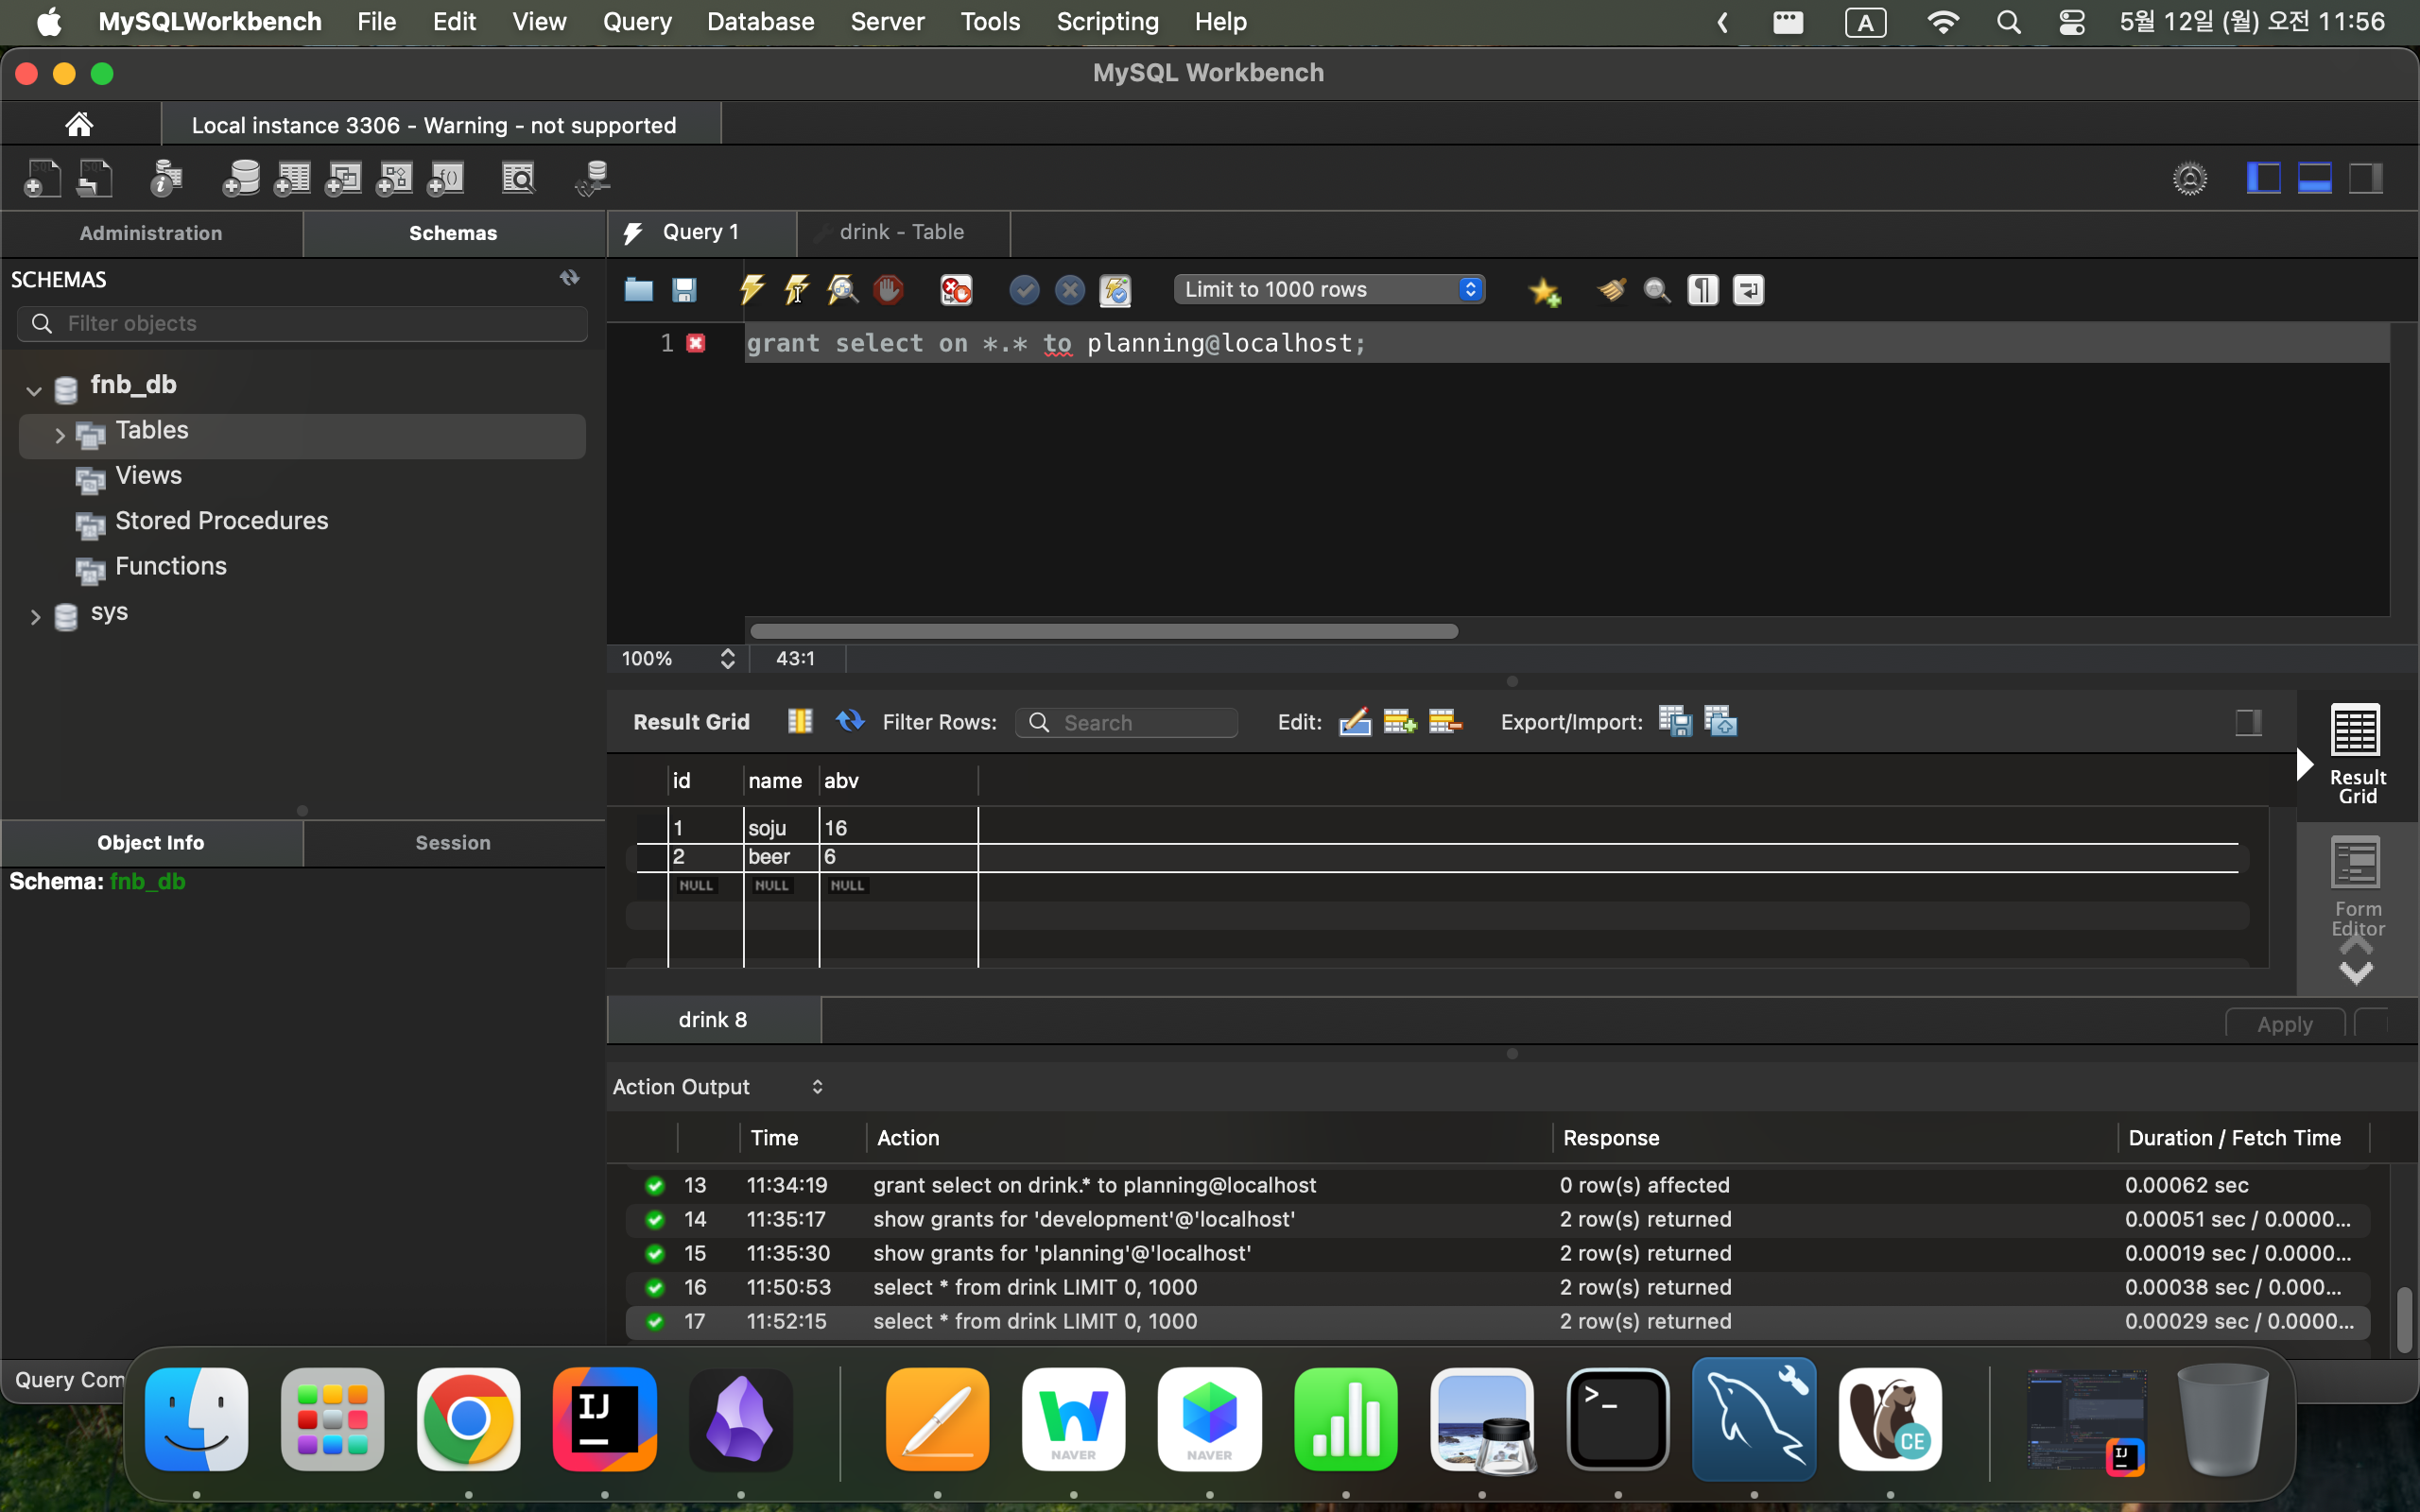 MySQLWorkbench File Edit View Query Database Server Tools Scripting Help A 5월 12일 (월) 오전 11:56
MySQL Workbench
Local instance 3306 - Warning - not supported
Administration Schemas Query 1 drink - Table
SCHEMAS
Limit to 1000 rows
Filter objects
1 grant select on *.* to planning@localhost;
fnb_db
Tables
Views
Stored Procedures
Functions
sys
100% 43:1
Result Grid Filter Rows: Search Edit: Export/Import:
Result
Grid
id name abv
1 soju 16
2 beer 6
NULL NULL NULL
Form
Editor
Object Info Session
Schema: fnb_db
drink 8 Apply
Action Output
Time Action Response Duration / Fetch Time
13 11:34:19 grant select on drink.* to planning@localhost 0 row(s) affected 0.00062 sec
14 11:35:17 show grants for 'development'@'localhost' 2 row(s) returned 0.00051 sec / 0.0000...
15 11:35:30 show grants for 'planning'@'localhost' 2 row(s) returned 0.00019 sec / 0.0000...
16 11:50:53 select * from drink LIMIT 0, 1000 2 row(s) returned 0.00038 sec / 0.000...
17 11:52:15 select * from drink LIMIT 0, 1000 2 row(s) returned 0.00029 sec / 0.0000...
Query Com
IJ
NAVER
NAVER
>_
CE
IJ